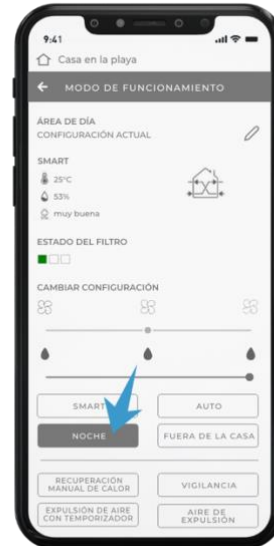 9:41
Casa en la playa
MODO DE FUNCIONAMIENTO
ÁREA DE DÍA
CONFIGURACIÓN ACTUAL
SMART
25°C
53%
muy buena
ESTADO DEL FILTRO
CAMBIAR CONFIGURACIÓN
SMART
AUTO
NOCHE
FUERA DE LA CASA
RECUPERACIÓN
MANUAL DE CALOR
VIGILANCIA
EXPULSIÓN DE AIRE
CON TEMPORIZADOR
AIRE DE
EXPULSIÓN